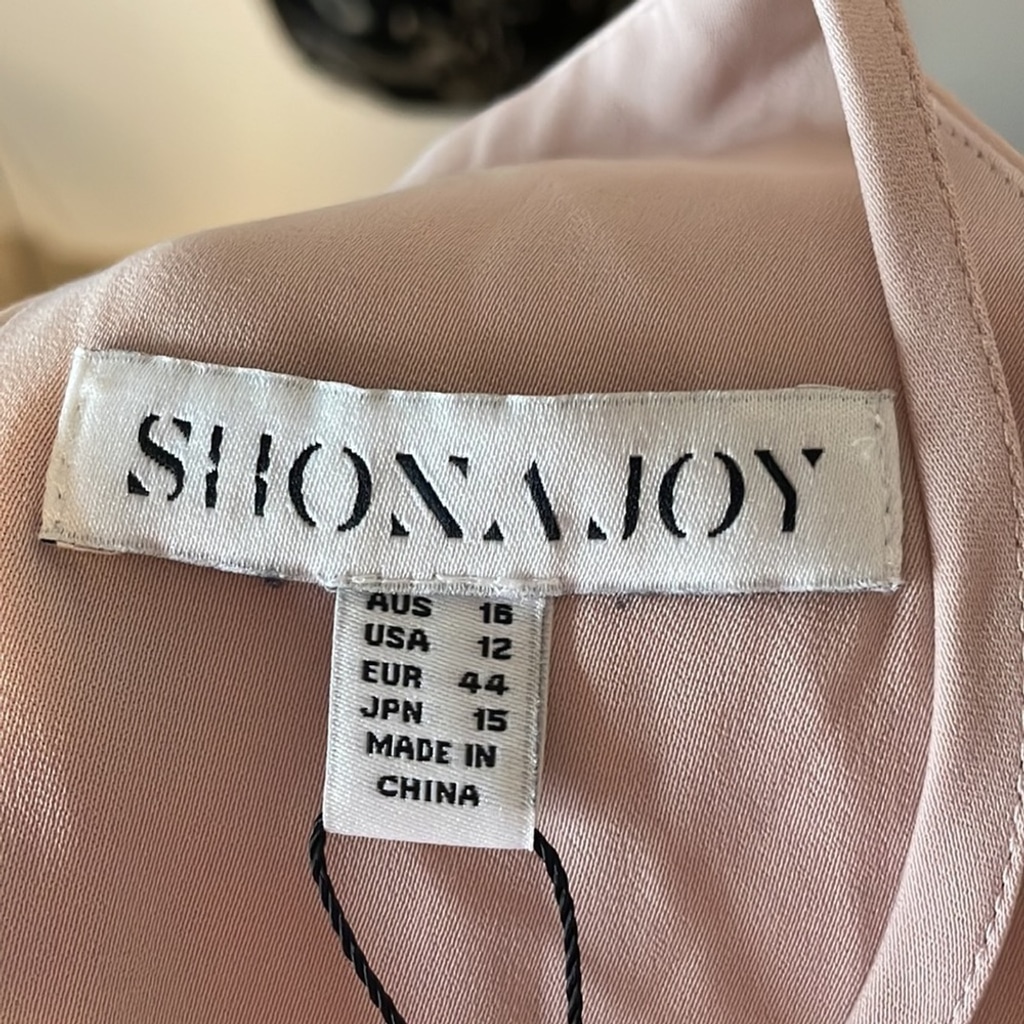 SHONA JOY
AUS 16
USA 12
EUR 44
JPN 15
MADE IN
CHINA